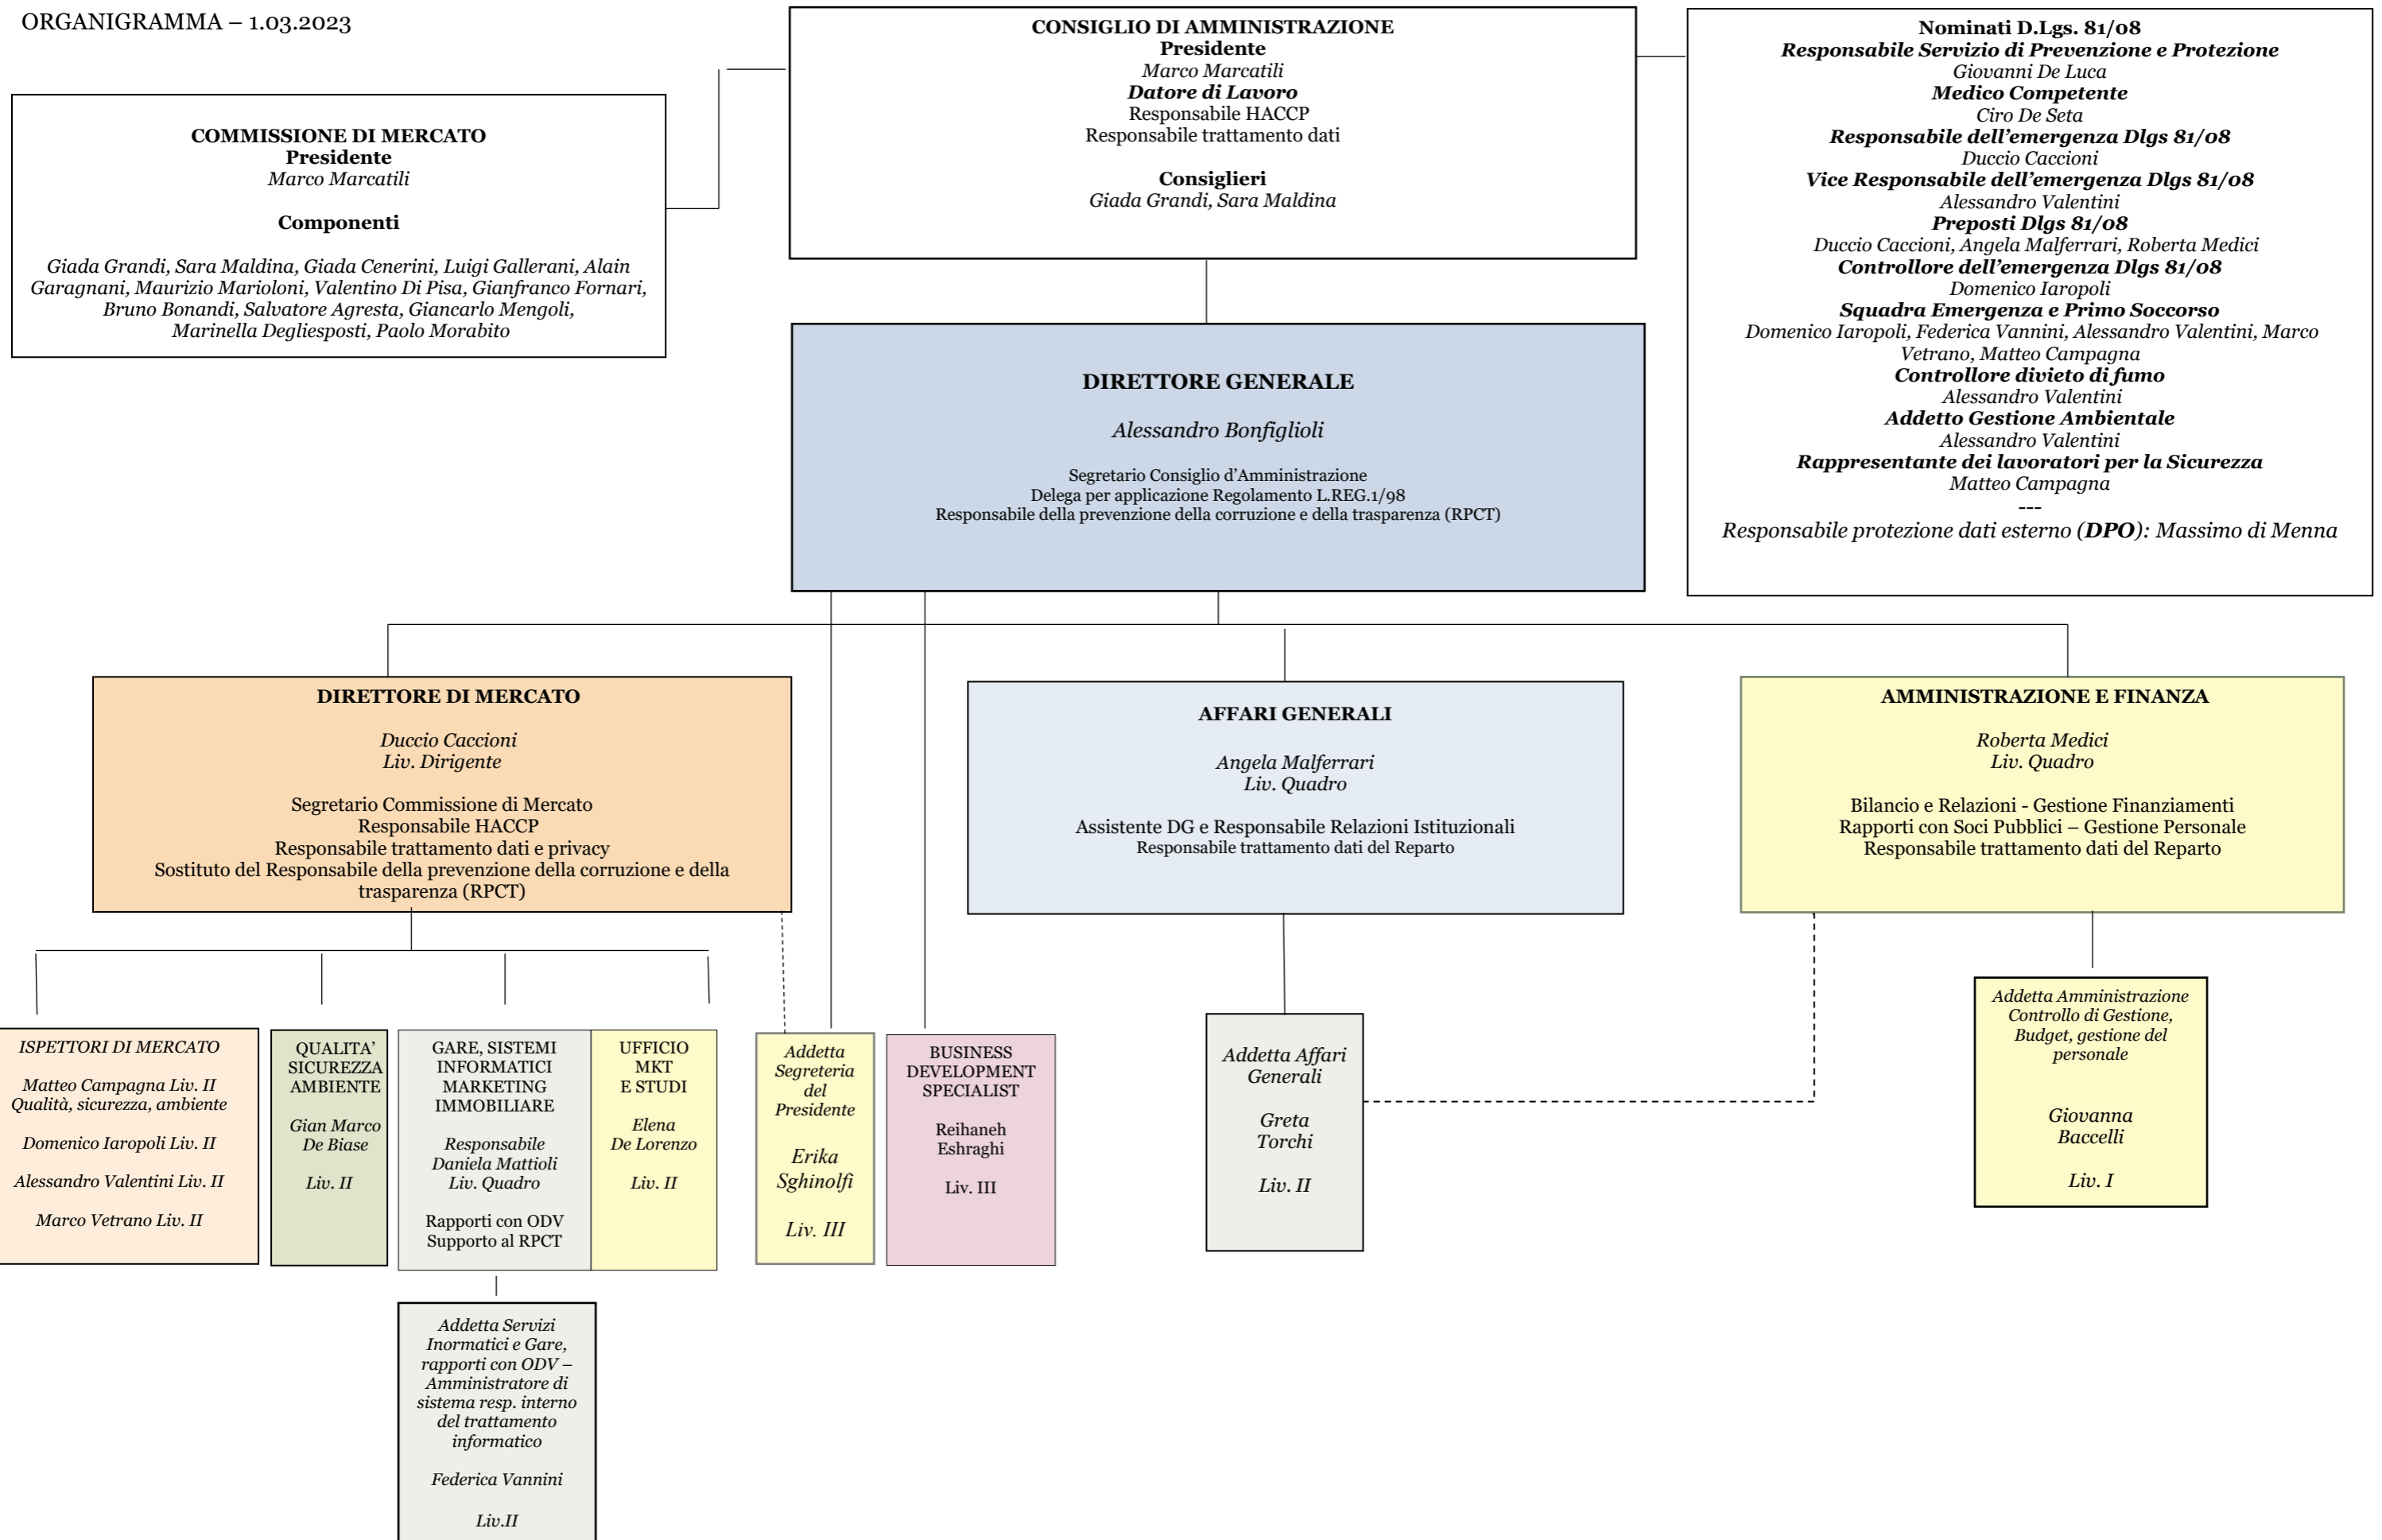 ORGANIGRAMMA – 1.03.2023
CONSIGLIO DI AMMINISTRAZIONE
Presidente
Marco Marcatili
Datore di Lavoro
Responsabile HACCP
Responsabile trattamento dati
Consiglieri
Giada Grandi, Sara Maldina
COMMISSIONE DI MERCATO
Presidente
Marco Marcatili
Componenti
Giada Grandi, Sara Maldina, Giada Cenerini, Luigi Gallerani, Alain
Garagnani, Maurizio Marioloni, Valentino Di Pisa, Gianfranco Fornari,
Bruno Bonandi, Salvatore Agresta, Giancarlo Mengoli,
Marinella Degliesposti, Paolo Morabito
Nominati D.Lgs. 81/08
Responsabile Servizio di Prevenzione e Protezione
Giovanni De Luca
Medico Competente
Ciro De Seta
Responsabile dell’emergenza Dlgs 81/08
Duccio Caccioni
Vice Responsabile dell’emergenza Dlgs 81/08
Alessandro Valentini
Preposti Dlgs 81/08
Duccio Caccioni, Angela Malferrari, Roberta Medici
Controllore dell’emergenza Dlgs 81/08
Domenico Iaropoli
Squadra Emergenza e Primo Soccorso
Domenico Iaropoli, Federica Vannini, Alessandro Valentini, Marco
Vetrano, Matteo Campagna
Controllore divieto di fumo
Alessandro Valentini
Addetto Gestione Ambientale
Alessandro Valentini
Rappresentante dei lavoratori per la Sicurezza
Matteo Campagna
---
Responsabile protezione dati esterno (DPO): Massimo di Menna
DIRETTORE GENERALE
Alessandro Bonfiglioli
Segretario Consiglio d’Amministrazione
Delega per applicazione Regolamento L.REG.1/98
Responsabile della prevenzione della corruzione e della trasparenza (RPCT)
DIRETTORE DI MERCATO
Duccio Caccioni
Liv. Dirigente
Segretario Commissione di Mercato
Responsabile HACCP
Responsabile trattamento dati e privacy
Sostituto del Responsabile della prevenzione della corruzione e della
trasparenza (RPCT)
AFFARI GENERALI
Angela Malferrari
Liv. Quadro
Assistente DG e Responsabile Relazioni Istituzionali
Responsabile trattamento dati del Reparto
AMMINISTRAZIONE E FINANZA
Roberta Medici
Liv. Quadro
Bilancio e Relazioni - Gestione Finanziamenti
Rapporti con Soci Pubblici – Gestione Personale
Responsabile trattamento dati del Reparto
ISPETTORI DI MERCATO
Matteo Campagna Liv. II
Qualità, sicurezza, ambiente
Domenico Iaropoli Liv. II
Alessandro Valentini Liv. II
Marco Vetrano Liv. II
QUALITA’
SICUREZZA
AMBIENTE
Gian Marco
De Biase
Liv. II
GARE, SISTEMI
INFORMATICI
MARKETING
IMMOBILIARE
Responsabile
Daniela Mattioli
Liv. Quadro
Rapporti con ODV
Supporto al RPCT
UFFICIO
MKT
E STUDI
Elena
De Lorenzo
Liv. II
Addetta
Segreteria
del
Presidente
Erika
Sghinolfi
Liv. III
BUSINESS
DEVELOPMENT
SPECIALIST
Reihaneh
Eshraghi
Liv. III
Addetta Affari
Generali
Greta
Torchi
Liv. II
Addetta Amministrazione
Controllo di Gestione,
Budget, gestione del
personale
Giovanna
Baccelli
Liv. I
Addetta Servizi
Inormatici e Gare,
rapporti con ODV –
Amministratore di
sistema resp. interno
del trattamento
informatico
Federica Vannini
Liv.II